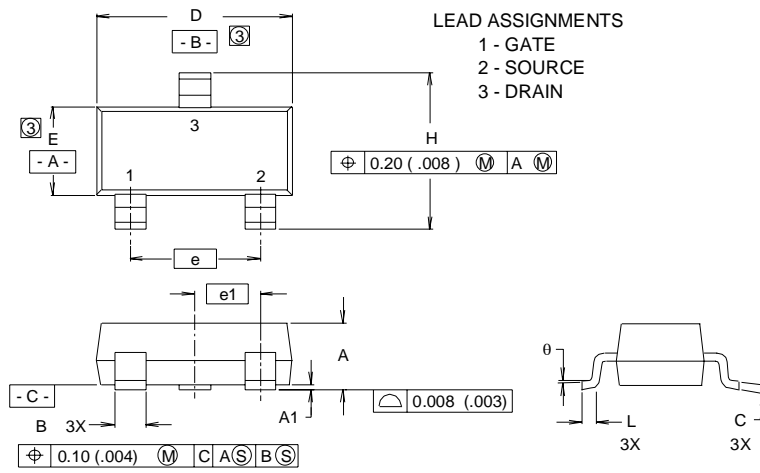 D
- B -
3
LEAD ASSIGNMENTS
1 - GATE
2 - SOURCE
3 - DRAIN
3
E
- A -
3
H
⌖ 0.20 ( .008 ) Ⓜ A Ⓜ
1
2
e
e1
A
θ
- C -
A1
⌓ 0.008 (.003)
B 3X
L
3X
C
3X
⌖ 0.10 (.004) Ⓜ C A Ⓢ B Ⓢ